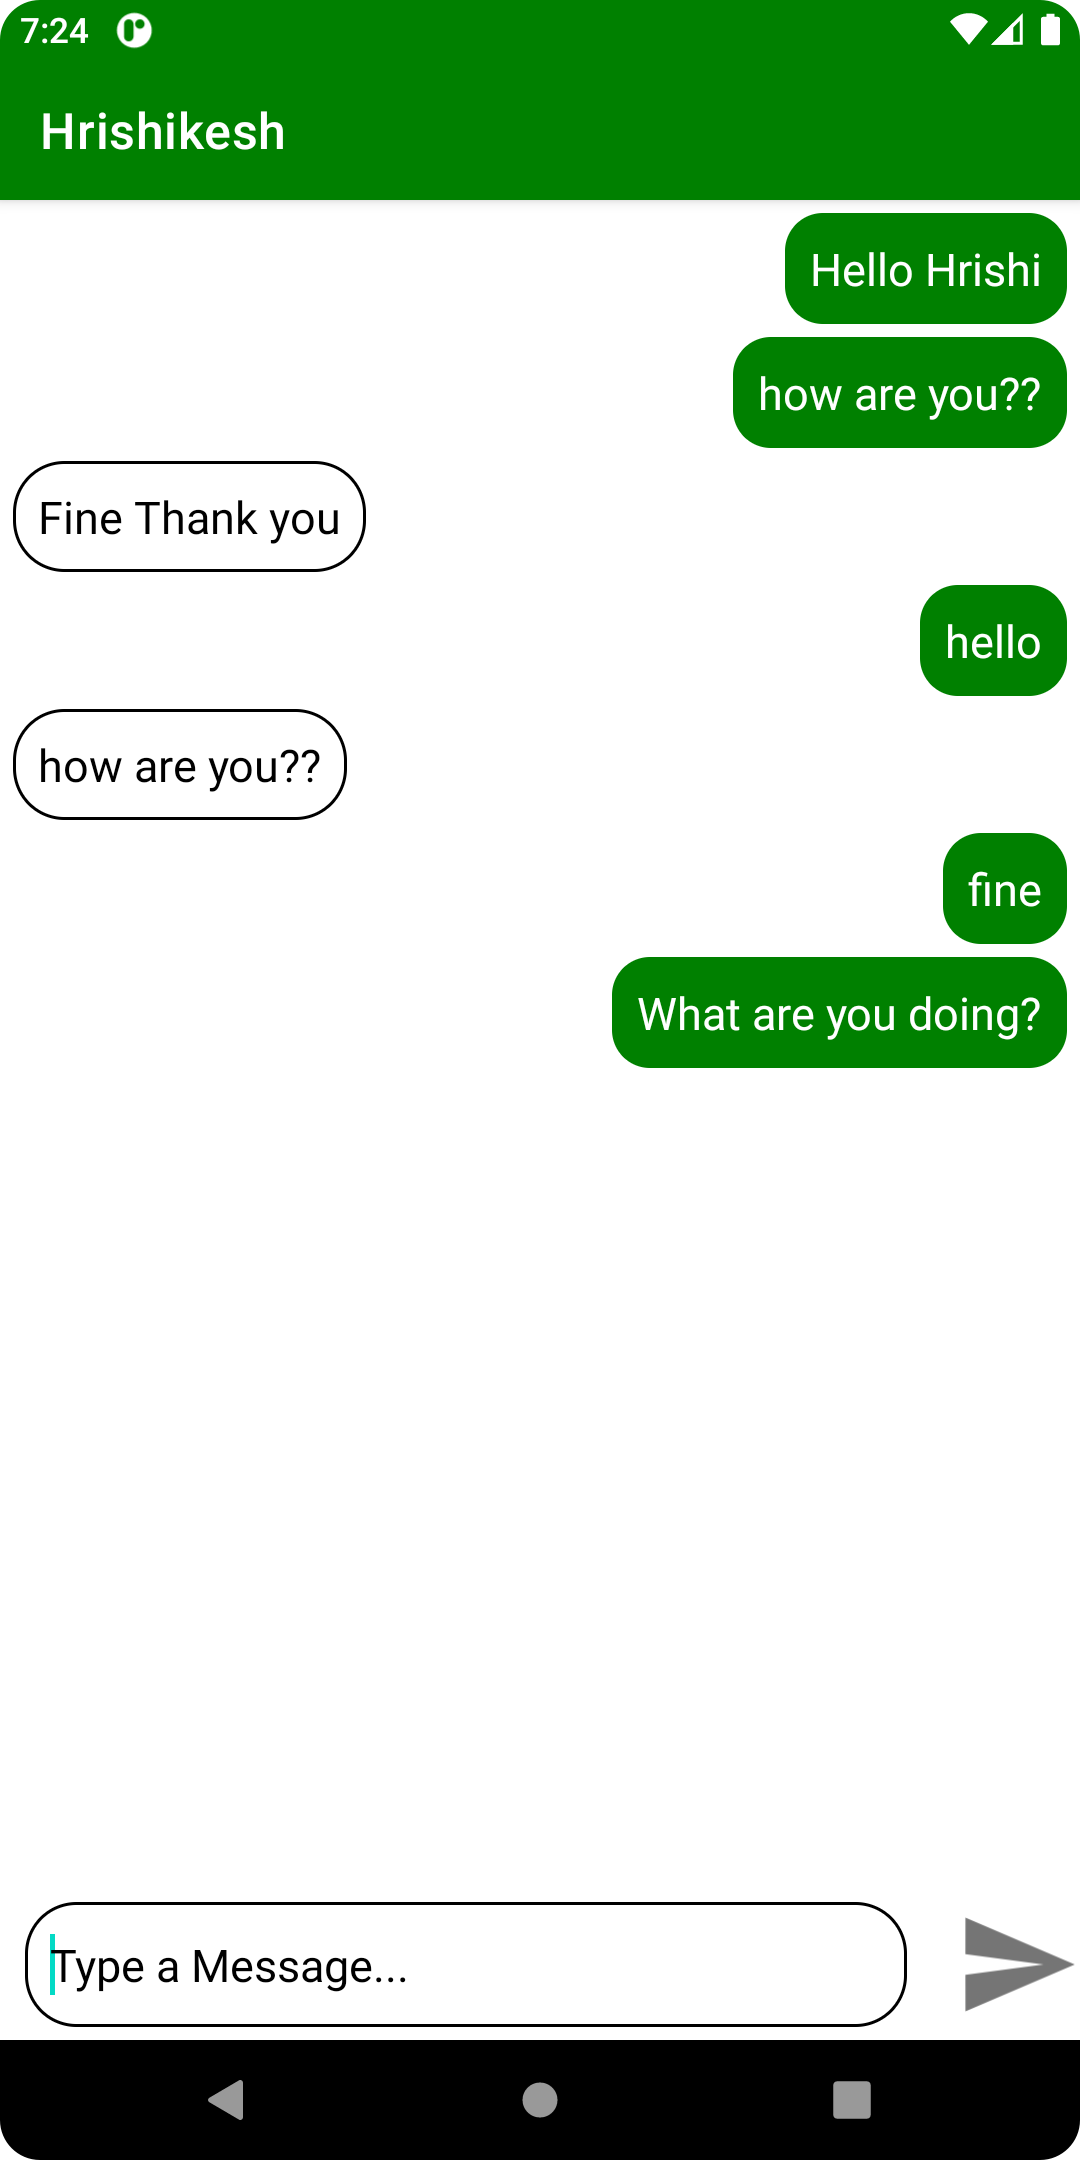 7:24
Hrishikesh
Hello Hrishi
how are you??
Fine Thank you
hello
how are you??
fine
What are you doing?
Type a Message...